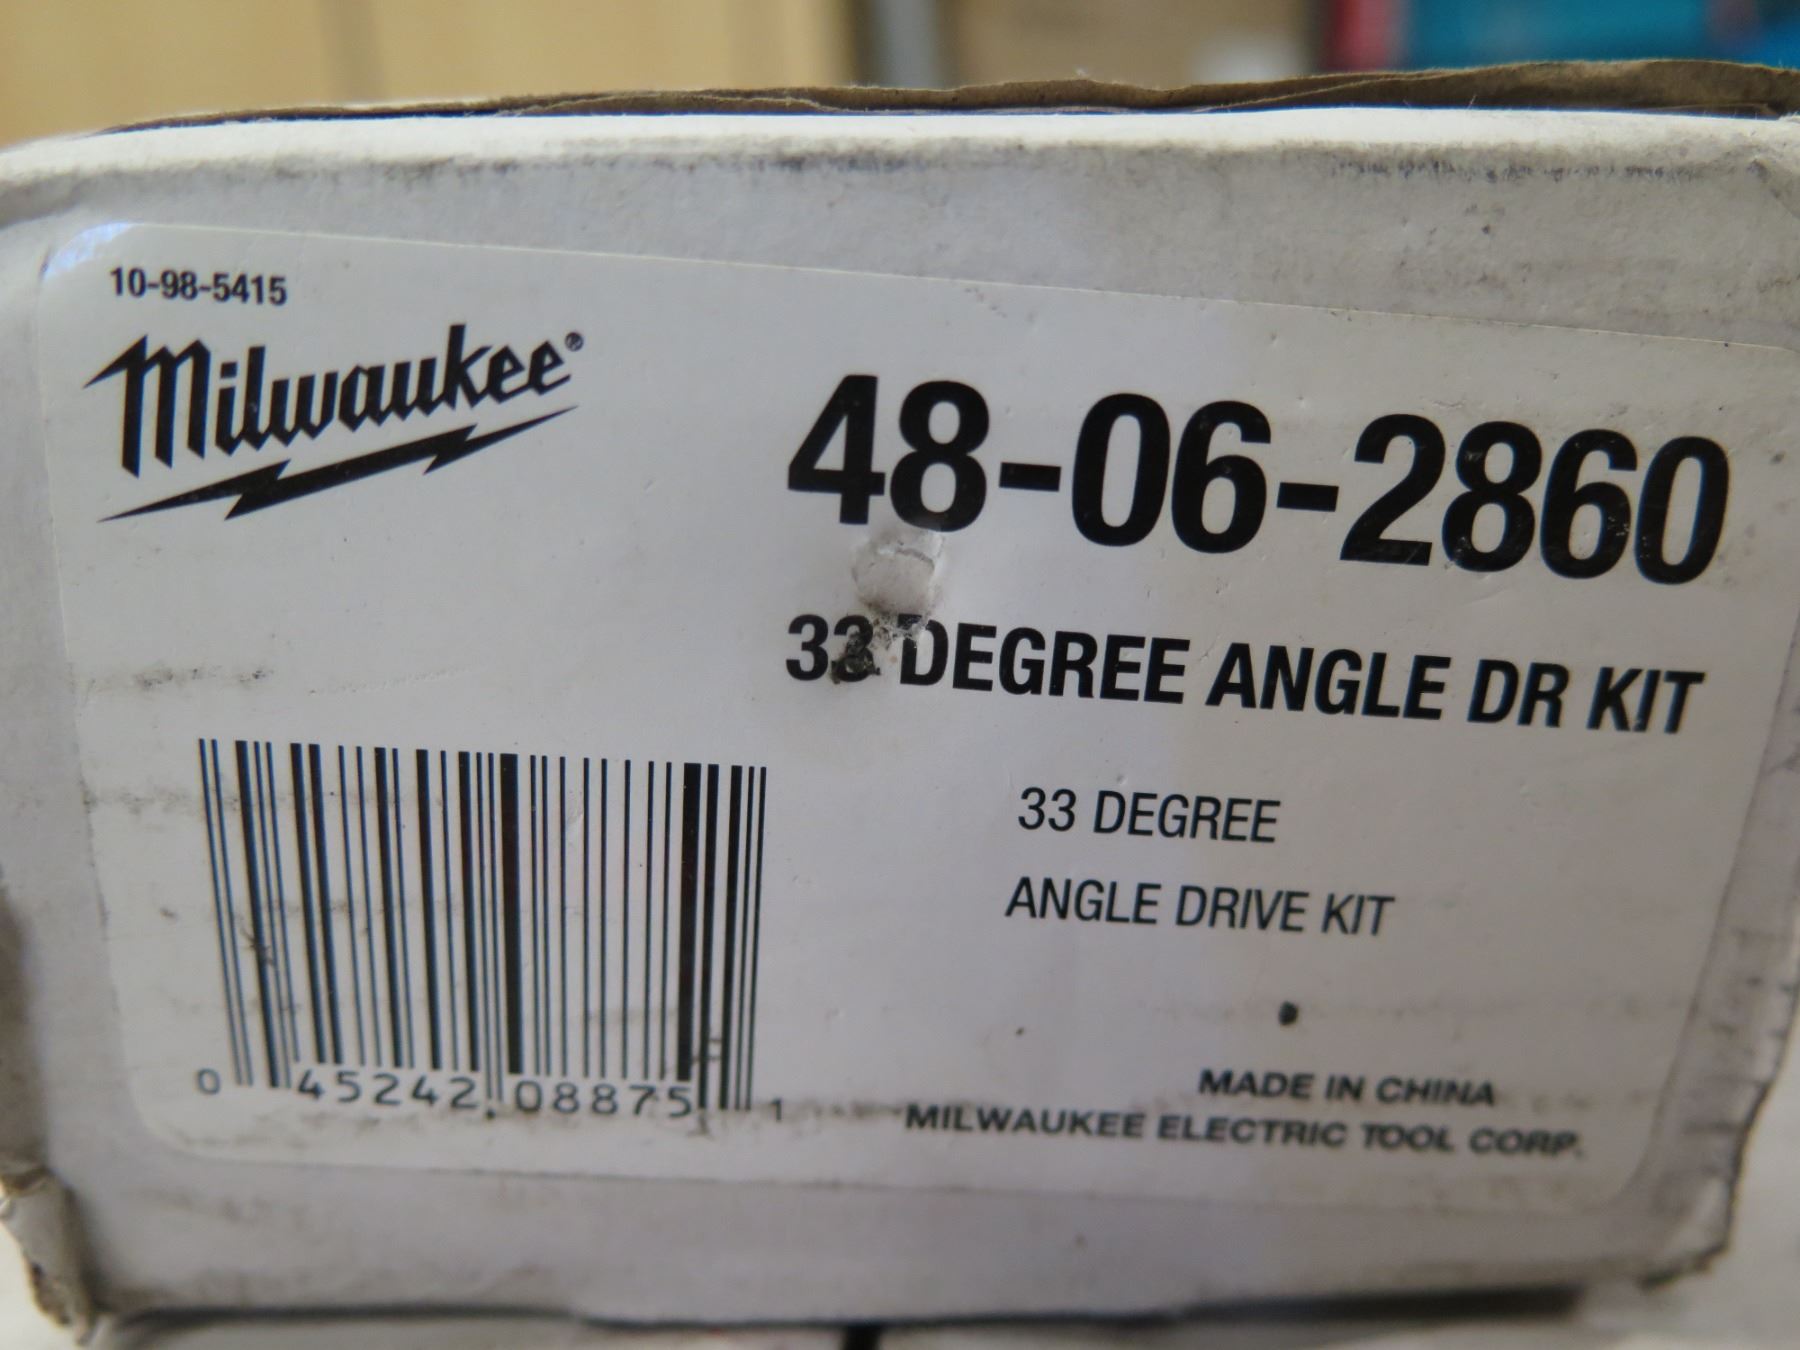 10-98-5415
Milwaukee®
48-06-2860
33 DEGREE ANGLE DR KIT
33 DEGREE
ANGLE DRIVE KIT
0 45242 08875 1
MADE IN CHINA
MILWAUKEE ELECTRIC TOOL CORP.